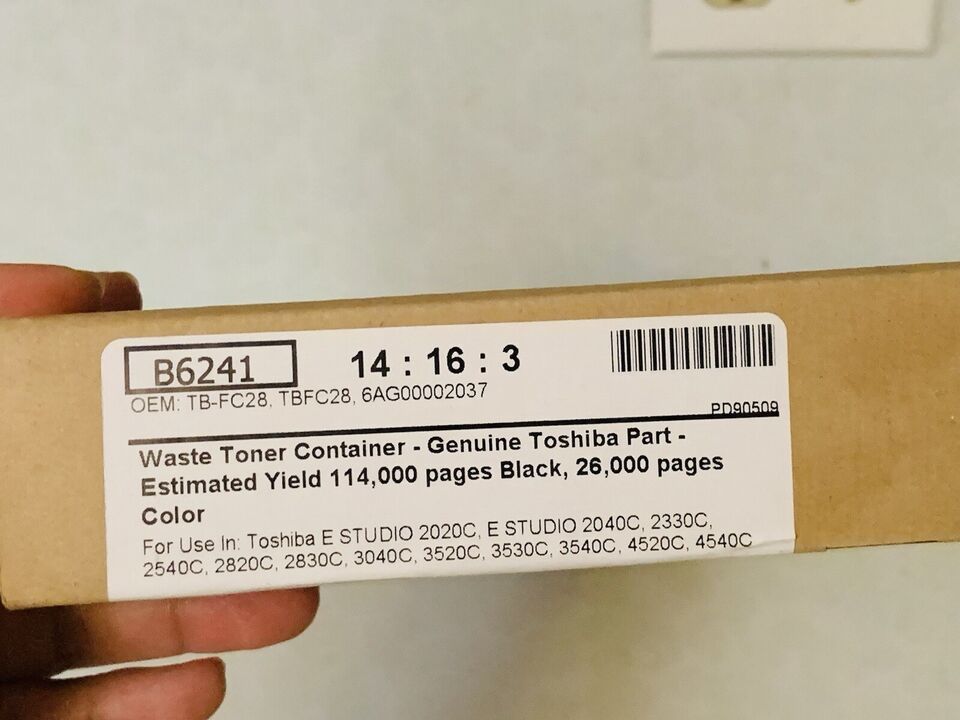 B6241 14 : 16 : 3
OEM: TB-FC28, TBFC28, 6AG00002037
PD90509
Waste Toner Container - Genuine Toshiba Part -
Estimated Yield 114,000 pages Black, 26,000 pages
Color
For Use In: Toshiba E STUDIO 2020C, E STUDIO 2040C, 2330C,
2540C, 2820C, 2830C, 3040C, 3520C, 3530C, 3540C, 4520C, 4540C